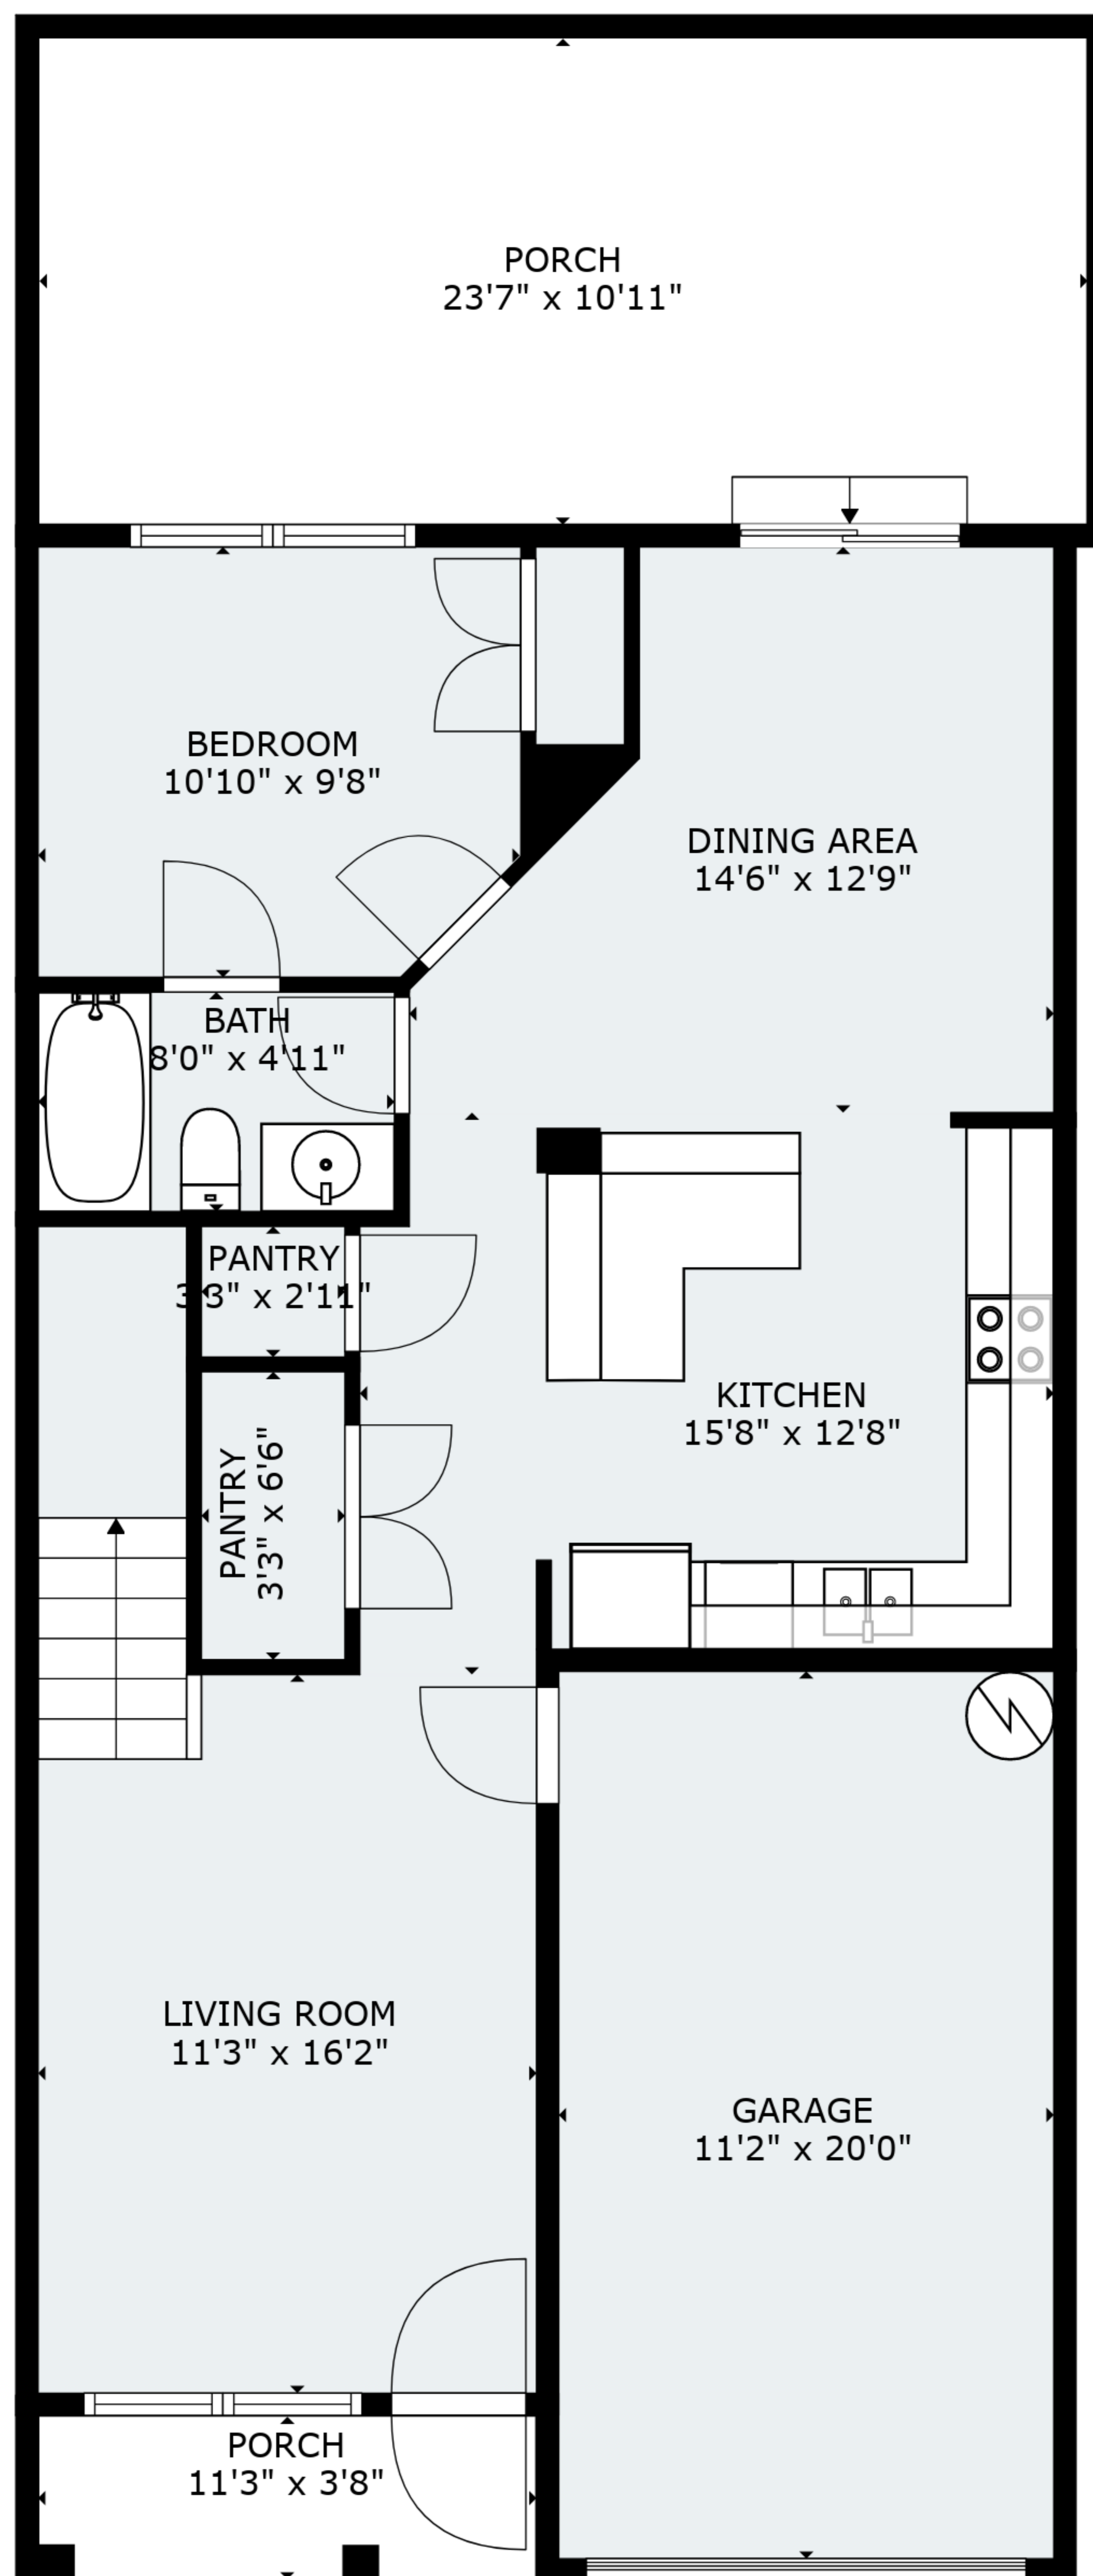 PORCH
23'7" x 10'11"
BEDROOM
10'10" x 9'8"
DINING AREA
14'6" x 12'9"
BATH
8'0" x 4'11"
PANTRY
3'3" x 2'11"
KITCHEN
15'8" x 12'8"
PANTRY
3'3" x 6'6"
LIVING ROOM
11'3" x 16'2"
GARAGE
11'2" x 20'0"
PORCH
11'3" x 3'8"